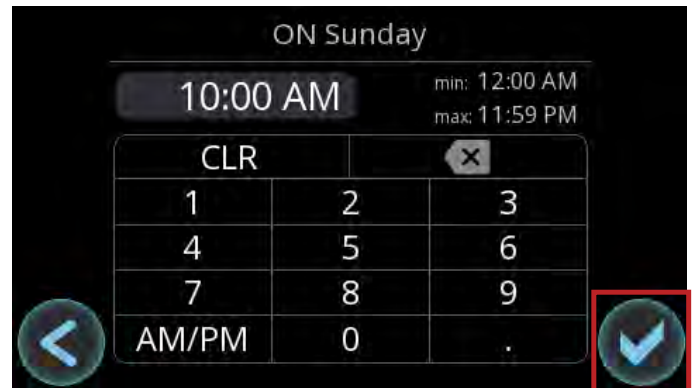 ON Sunday
10:00 AM
min: 12:00 AM
max: 11:59 PM
CLR
1 2 3
4 5 6
7 8 9
AM/PM 0 .